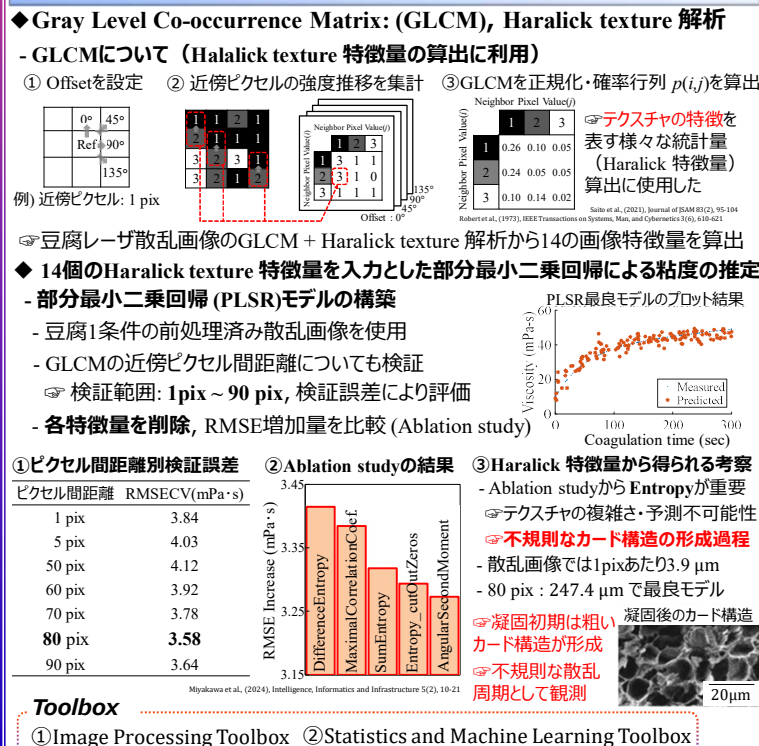 ◆Gray Level Co-occurrence Matrix: (GLCM), Haralick texture 解析
- GLCMについて（Halalick texture 特徴量の算出に利用）
① Offsetを設定 ② 近傍ピクセルの強度推移を集計 ③GLCMを正規化・確率行列 p(i,j)を算出
0° 45°
Ref 90°
135°
例) 近傍ピクセル: 1 pix
1 1 2 1
2 1 1 1
3 2 3 1
3 2 2 2
Neighbor Pixel Value(j)
Neighbor Pixel Value(i)
1 2 3
1 3 1 1
2 3 1 0
3 1 1 1
Offset : 0°
45°
90°
135°
Neighbor Pixel Value(j)
Neighbor Pixel Value(i)
1 2 3
1 0.26 0.10 0.05
2 0.24 0.05 0.05
3 0.10 0.14 0.02
☞テクスチャの特徴を
表す様々な統計量
（Haralick 特徴量）
算出に使用した
Saito et al., (2021), Journal of JSAM 83(2), 95-104
Robert et al., (1973), IEEE Transactions on Systems, Man, and Cybernetics 3(6), 610-621
☞豆腐レーザ散乱画像のGLCM + Haralick texture 解析から14の画像特徴量を算出
◆ 14個のHaralick texture 特徴量を入力とした部分最小二乗回帰による粘度の推定
- 部分最小二乗回帰 (PLSR)モデルの構築
- 豆腐1条件の前処理済み散乱画像を使用
- GLCMの近傍ピクセル間距離についても検証
☞ 検証範囲: 1pix ~ 90 pix, 検証誤差により評価
- 各特徴量を削除, RMSE増加量を比較 (Ablation study)
PLSR最良モデルのプロット結果
Viscosity (mPa-s)
60
40
20
0
0 100 200 300
Measured
Predicted
Coagulation time (sec)
①ピクセル間距離別検証誤差
ピクセル間距離 RMSECV(mPa・s)
1 pix 3.84
5 pix 4.03
50 pix 4.12
60 pix 3.92
70 pix 3.78
80 pix 3.58
90 pix 3.64
②Ablation studyの結果
RMSE Increase (mPa・s)
3.45
3.35
3.25
3.15
DifferenceEntropy
MaximalCorrelationCoef.
SumEntropy
Entropy_cutOutZeros
AngularSecondMoment
③Haralick 特徴量から得られる考察
- Ablation studyから Entropyが重要
☞テクスチャの複雑さ・予測不可能性
☞不規則なカード構造の形成過程
- 散乱画像では1pixあたり3.9 μm
- 80 pix : 247.4 μm で最良モデル
☞凝固初期は粗い
カード構造が形成
☞不規則な散乱
周期として観測
凝固後のカード構造
20μm
Miyakawa et al., (2024), Intelligence, Informatics and Infrastructure 5(2), 10-21
Toolbox
①Image Processing Toolbox ②Statistics and Machine Learning Toolbox